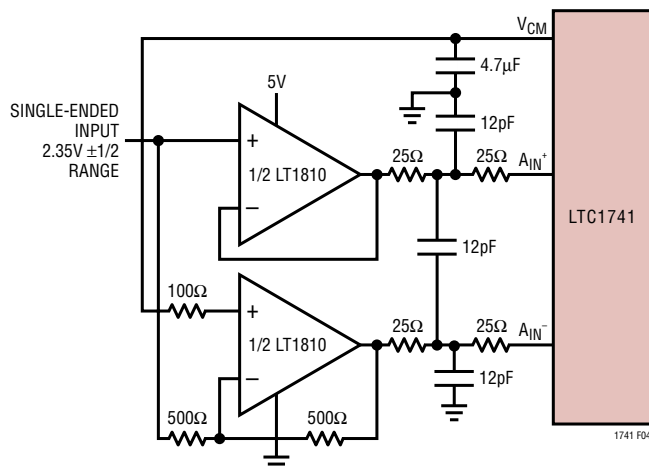 V_CM
4.7µF
5V
SINGLE-ENDED
INPUT
2.35V ±1/2
RANGE
12pF
+
1/2 LT1810
–
25Ω
25Ω
A_IN⁺
LTC1741
12pF
100Ω
+
1/2 LT1810
–
25Ω
25Ω
A_IN⁻
12pF
500Ω
500Ω
1741 F04